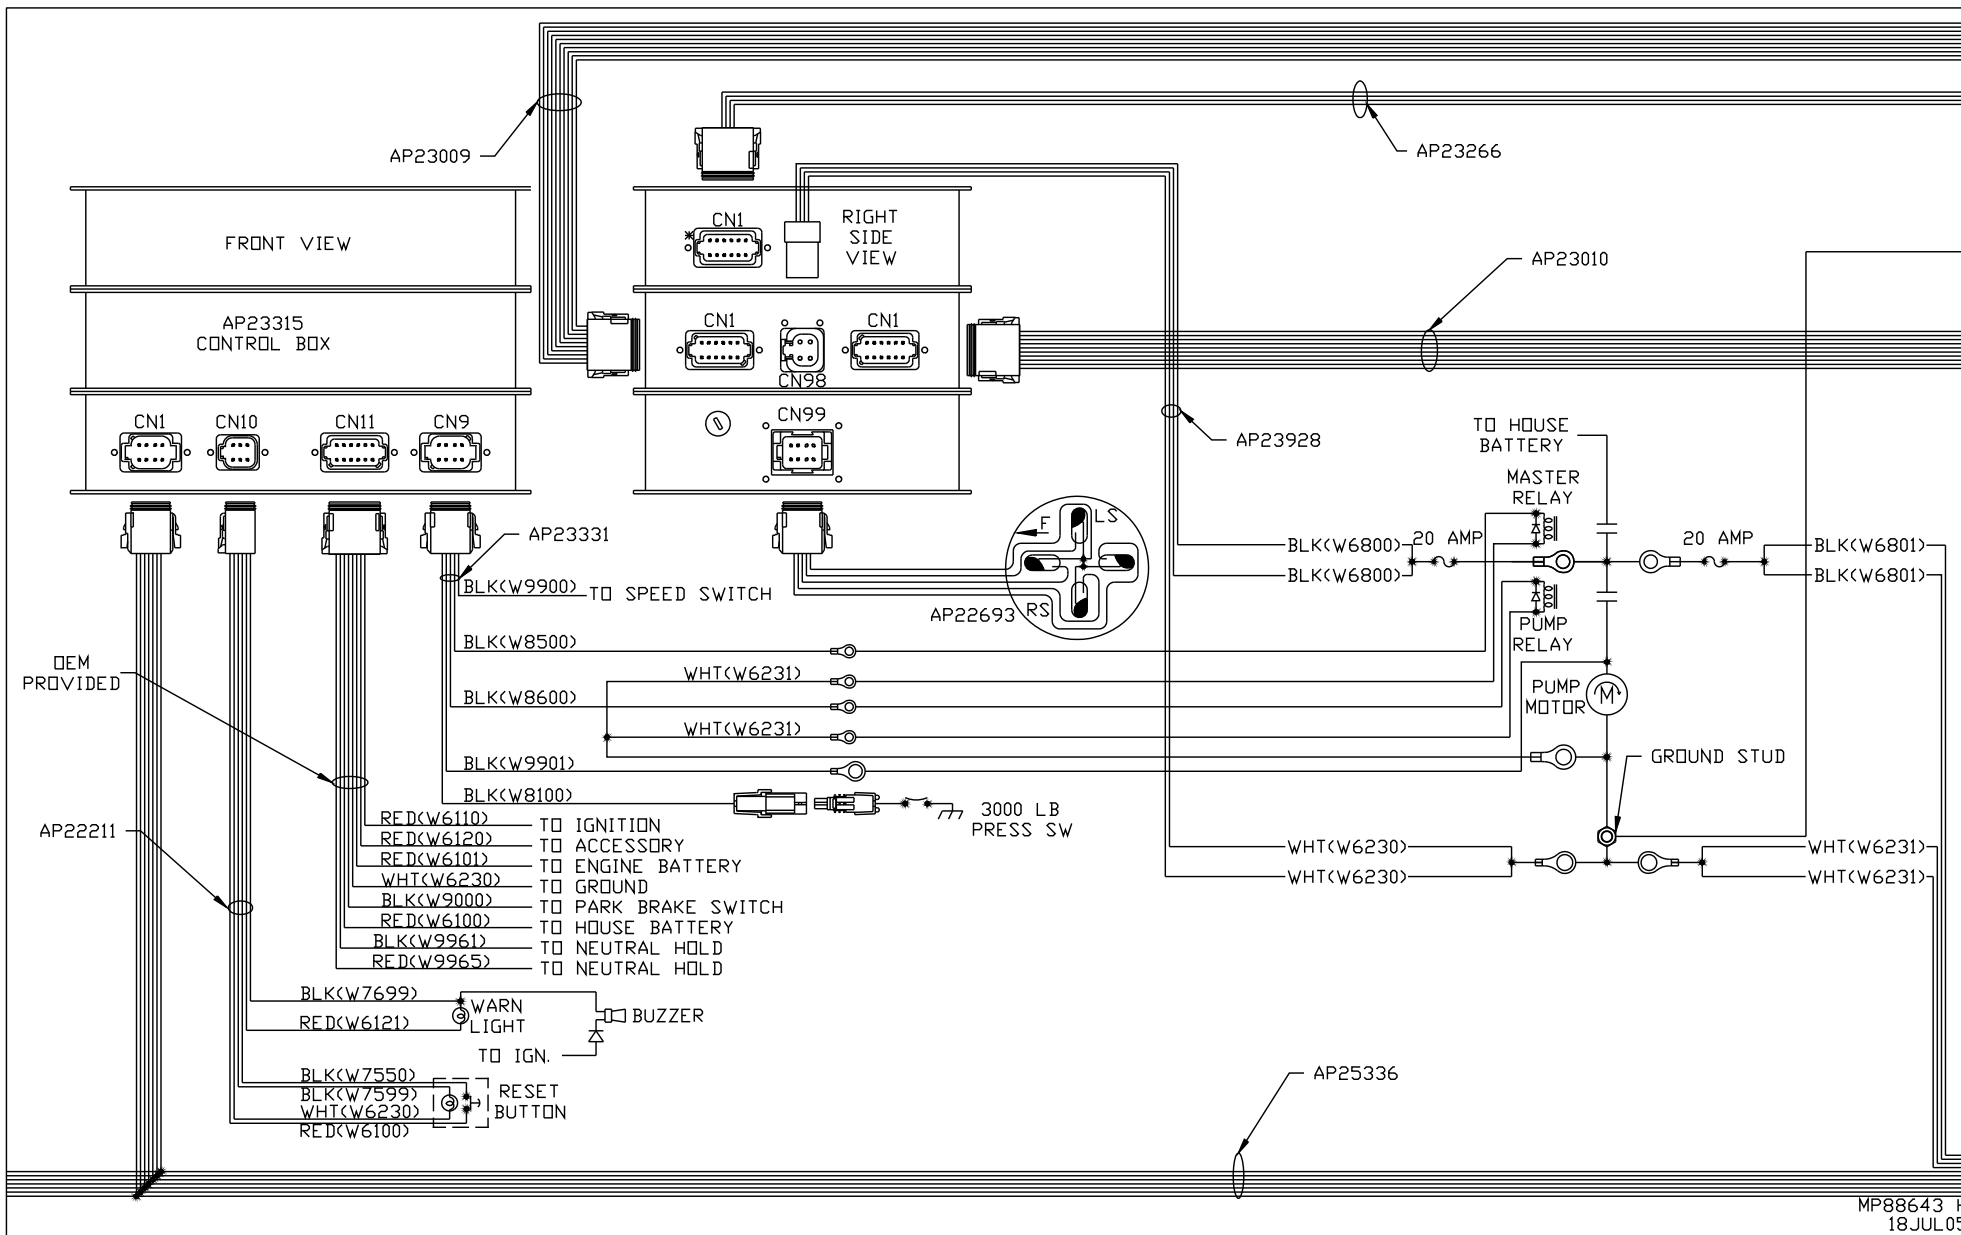 AP23009
AP23266
FRONT VIEW
CN1
RIGHT
SIDE
VIEW
AP23010
AP23315
CONTROL BOX
CN1
CN1
CN98
CN1
CN10
CN11
CN9
CN99
AP23928
TO HOUSE
BATTERY
MASTER
RELAY
AP23331
F
LS
RS
AP22693
BLK(W6800)
BLK(W6800)
20 AMP
20 AMP
BLK(W6801)
BLK(W6801)
PUMP
RELAY
BLK(W9900)
TO SPEED SWITCH
BLK(W8500)
WHT(W6231)
BLK(W8600)
WHT(W6231)
BLK(W9901)
BLK(W8100)
OEM
PROVIDED
PUMP
MOTOR
M
GROUND STUD
3000 LB
PRESS SW
AP22211
RED(W6110)
TO IGNITION
RED(W6120)
TO ACCESSORY
RED(W6101)
TO ENGINE BATTERY
WHT(W6230)
TO GROUND
BLK(W9000)
TO PARK BRAKE SWITCH
RED(W6100)
TO HOUSE BATTERY
BLK(W9961)
TO NEUTRAL HOLD
RED(W9965)
TO NEUTRAL HOLD
WHT(W6230)
WHT(W6230)
WHT(W6231)
WHT(W6231)
BLK(W7699)
RED(W6121)
WARN
LIGHT
BUZZER
TO IGN.
BLK(W7550)
BLK(W7599)
WHT(W6230)
RED(W6100)
RESET
BUTTON
AP25336
MP88643
18JUL05